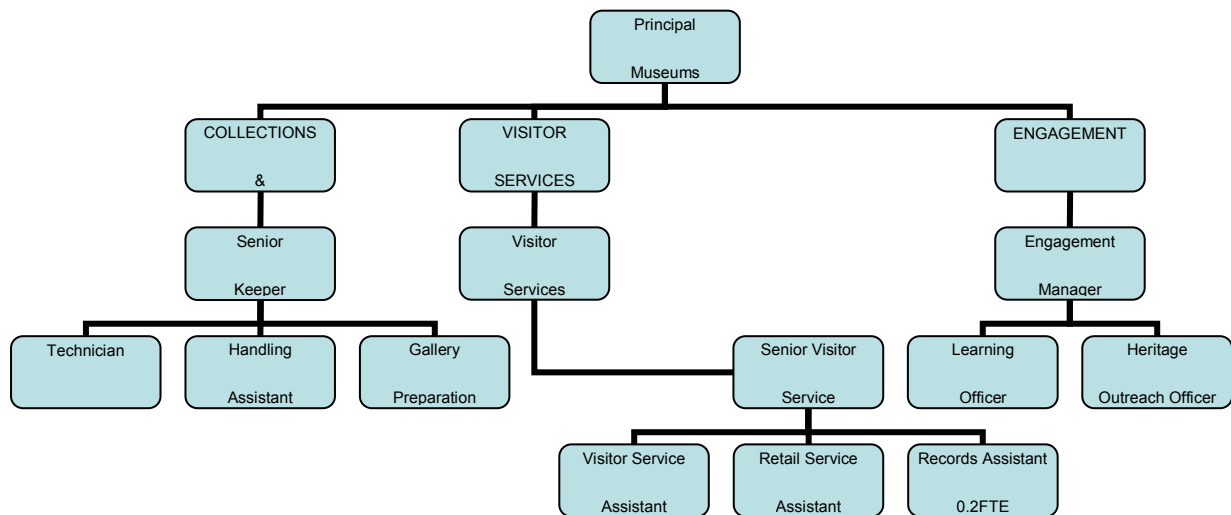 Principal
Museums
COLLECTIONS
&
VISITOR
SERVICES
ENGAGEMENT
Senior
Keeper
Visitor
Services
Engagement
Manager
Technician
Handling
Assistant
Gallery
Preparation
Senior Visitor
Service
Learning
Officer
Heritage
Outreach Officer
Visitor Service
Assistant
Retail Service
Assistant
Records Assistant
0.2FTE